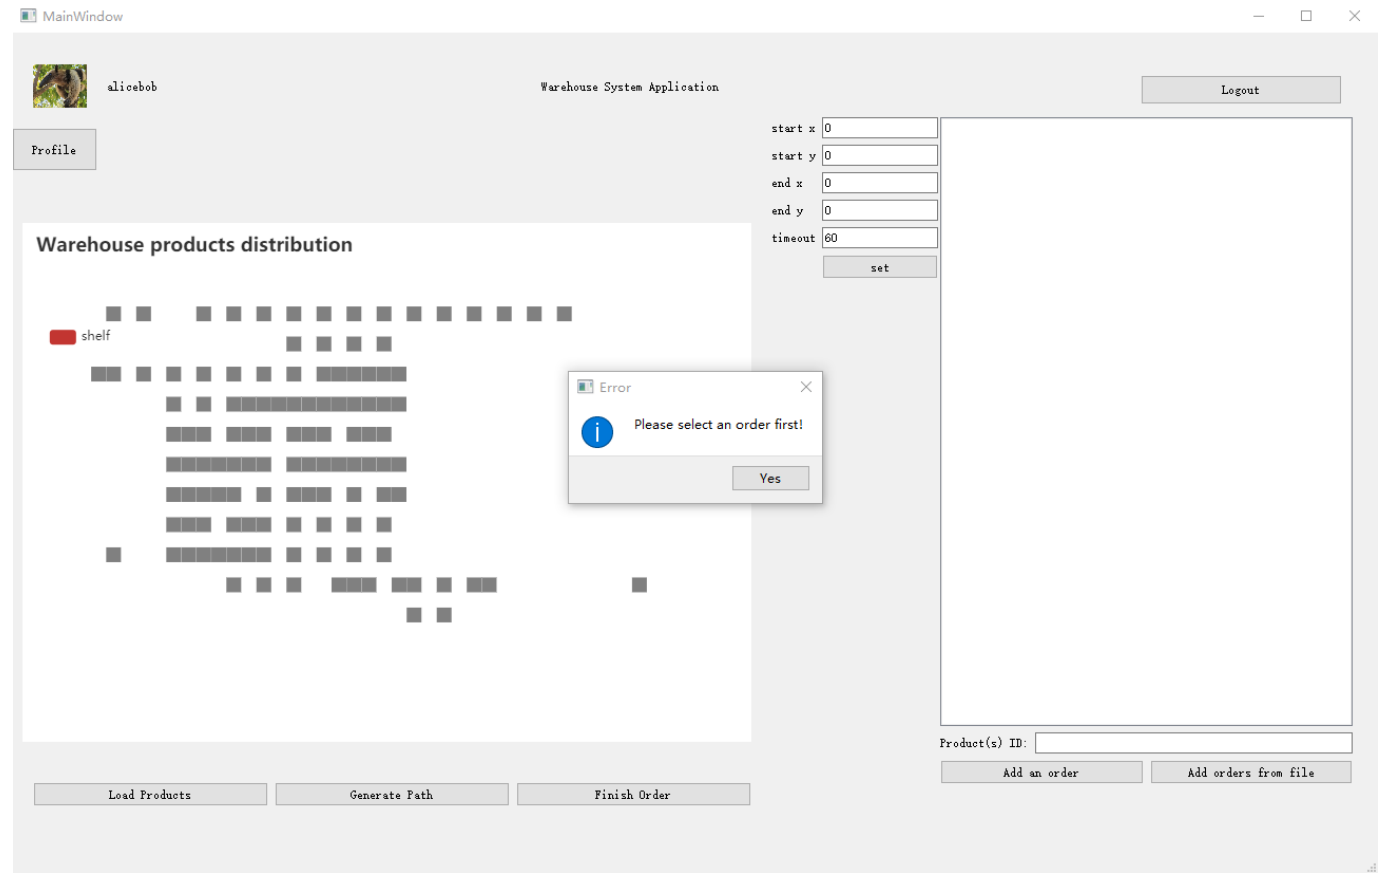 MainWindow
alicebob
Warehouse System Application
Logout
Profile
start x 0
start y 0
end x 0
end y 0
timeout 60
set
Warehouse products distribution
shelf
Error
Please select an order first!
Yes
Product(s) ID:
Add an order
Add orders from file
Load Products
Generate Path
Finish Order